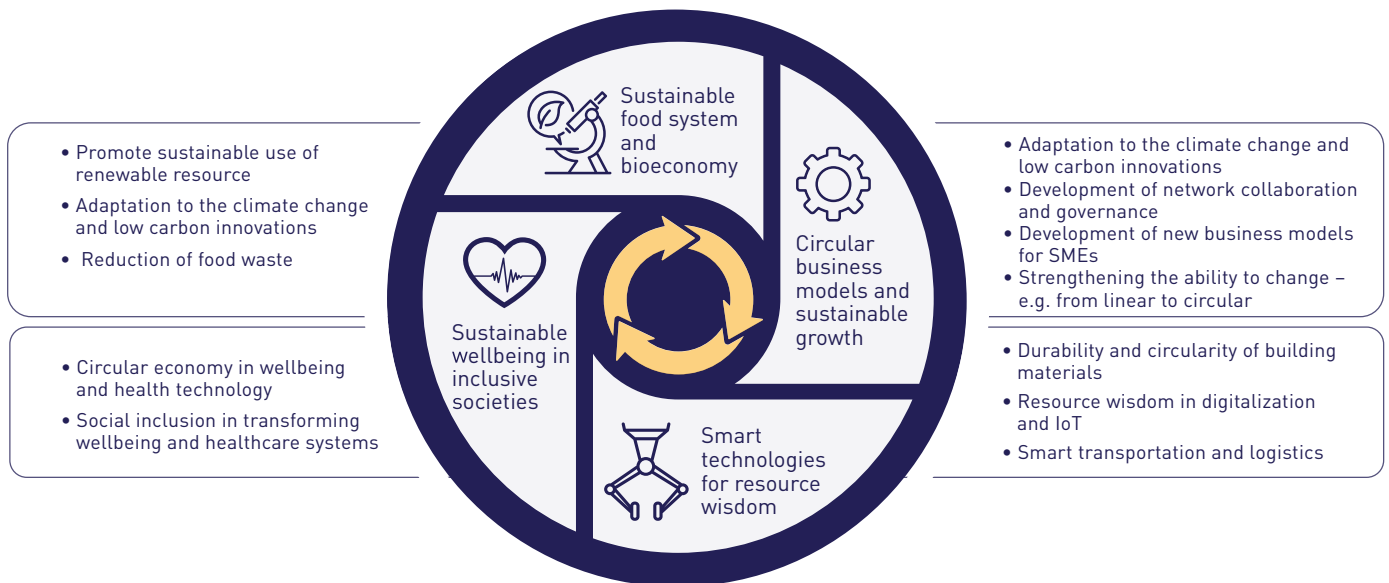 Sustainable
food system
and
bioeconomy
• Promote sustainable use of
renewable resource
• Adaptation to the climate change
and low carbon innovations
• Reduction of food waste
Circular
business
models and
sustainable
growth
• Adaptation to the climate change and
low carbon innovations
• Development of network collaboration
and governance
• Development of new business models
for SMEs
• Strengthening the ability to change –
e.g. from linear to circular
Sustainable
wellbeing in
inclusive
societies
• Circular economy in wellbeing
and health technology
• Social inclusion in transforming
wellbeing and healthcare systems
Smart
technologies
for resource
wisdom
• Durability and circularity of building
materials
• Resource wisdom in digitalization
and IoT
• Smart transportation and logistics